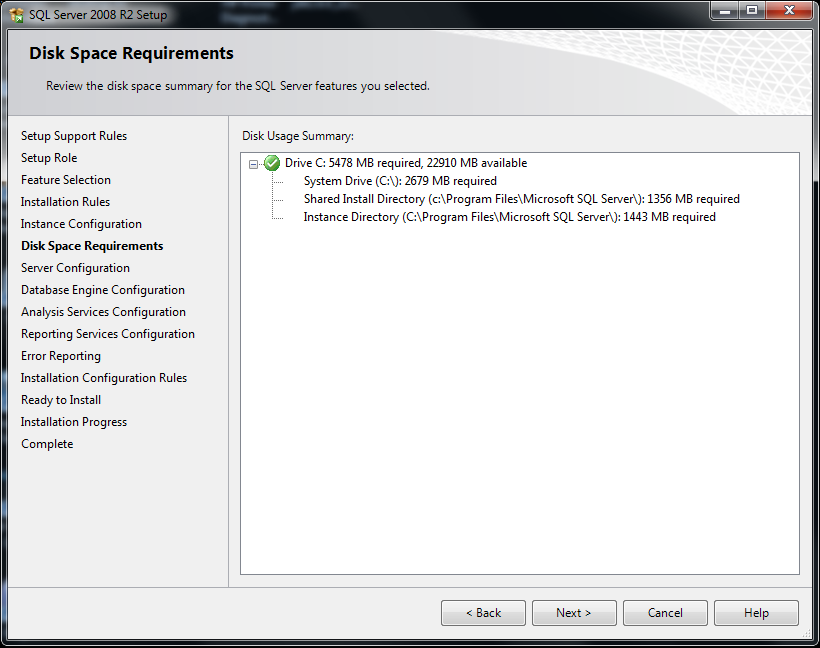 SQL Server 2008 R2 Setup
Disk Space Requirements
Review the disk space summary for the SQL Server features you selected.
Setup Support Rules
Setup Role
Feature Selection
Installation Rules
Instance Configuration
Disk Space Requirements
Server Configuration
Database Engine Configuration
Analysis Services Configuration
Reporting Services Configuration
Error Reporting
Installation Configuration Rules
Ready to Install
Installation Progress
Complete
Disk Usage Summary:
Drive C: 5478 MB required, 22910 MB available
System Drive (C:\): 2679 MB required
Shared Install Directory (c:\Program Files\Microsoft SQL Server\): 1356 MB required
Instance Directory (C:\Program Files\Microsoft SQL Server\): 1443 MB required
< Back
Next >
Cancel
Help